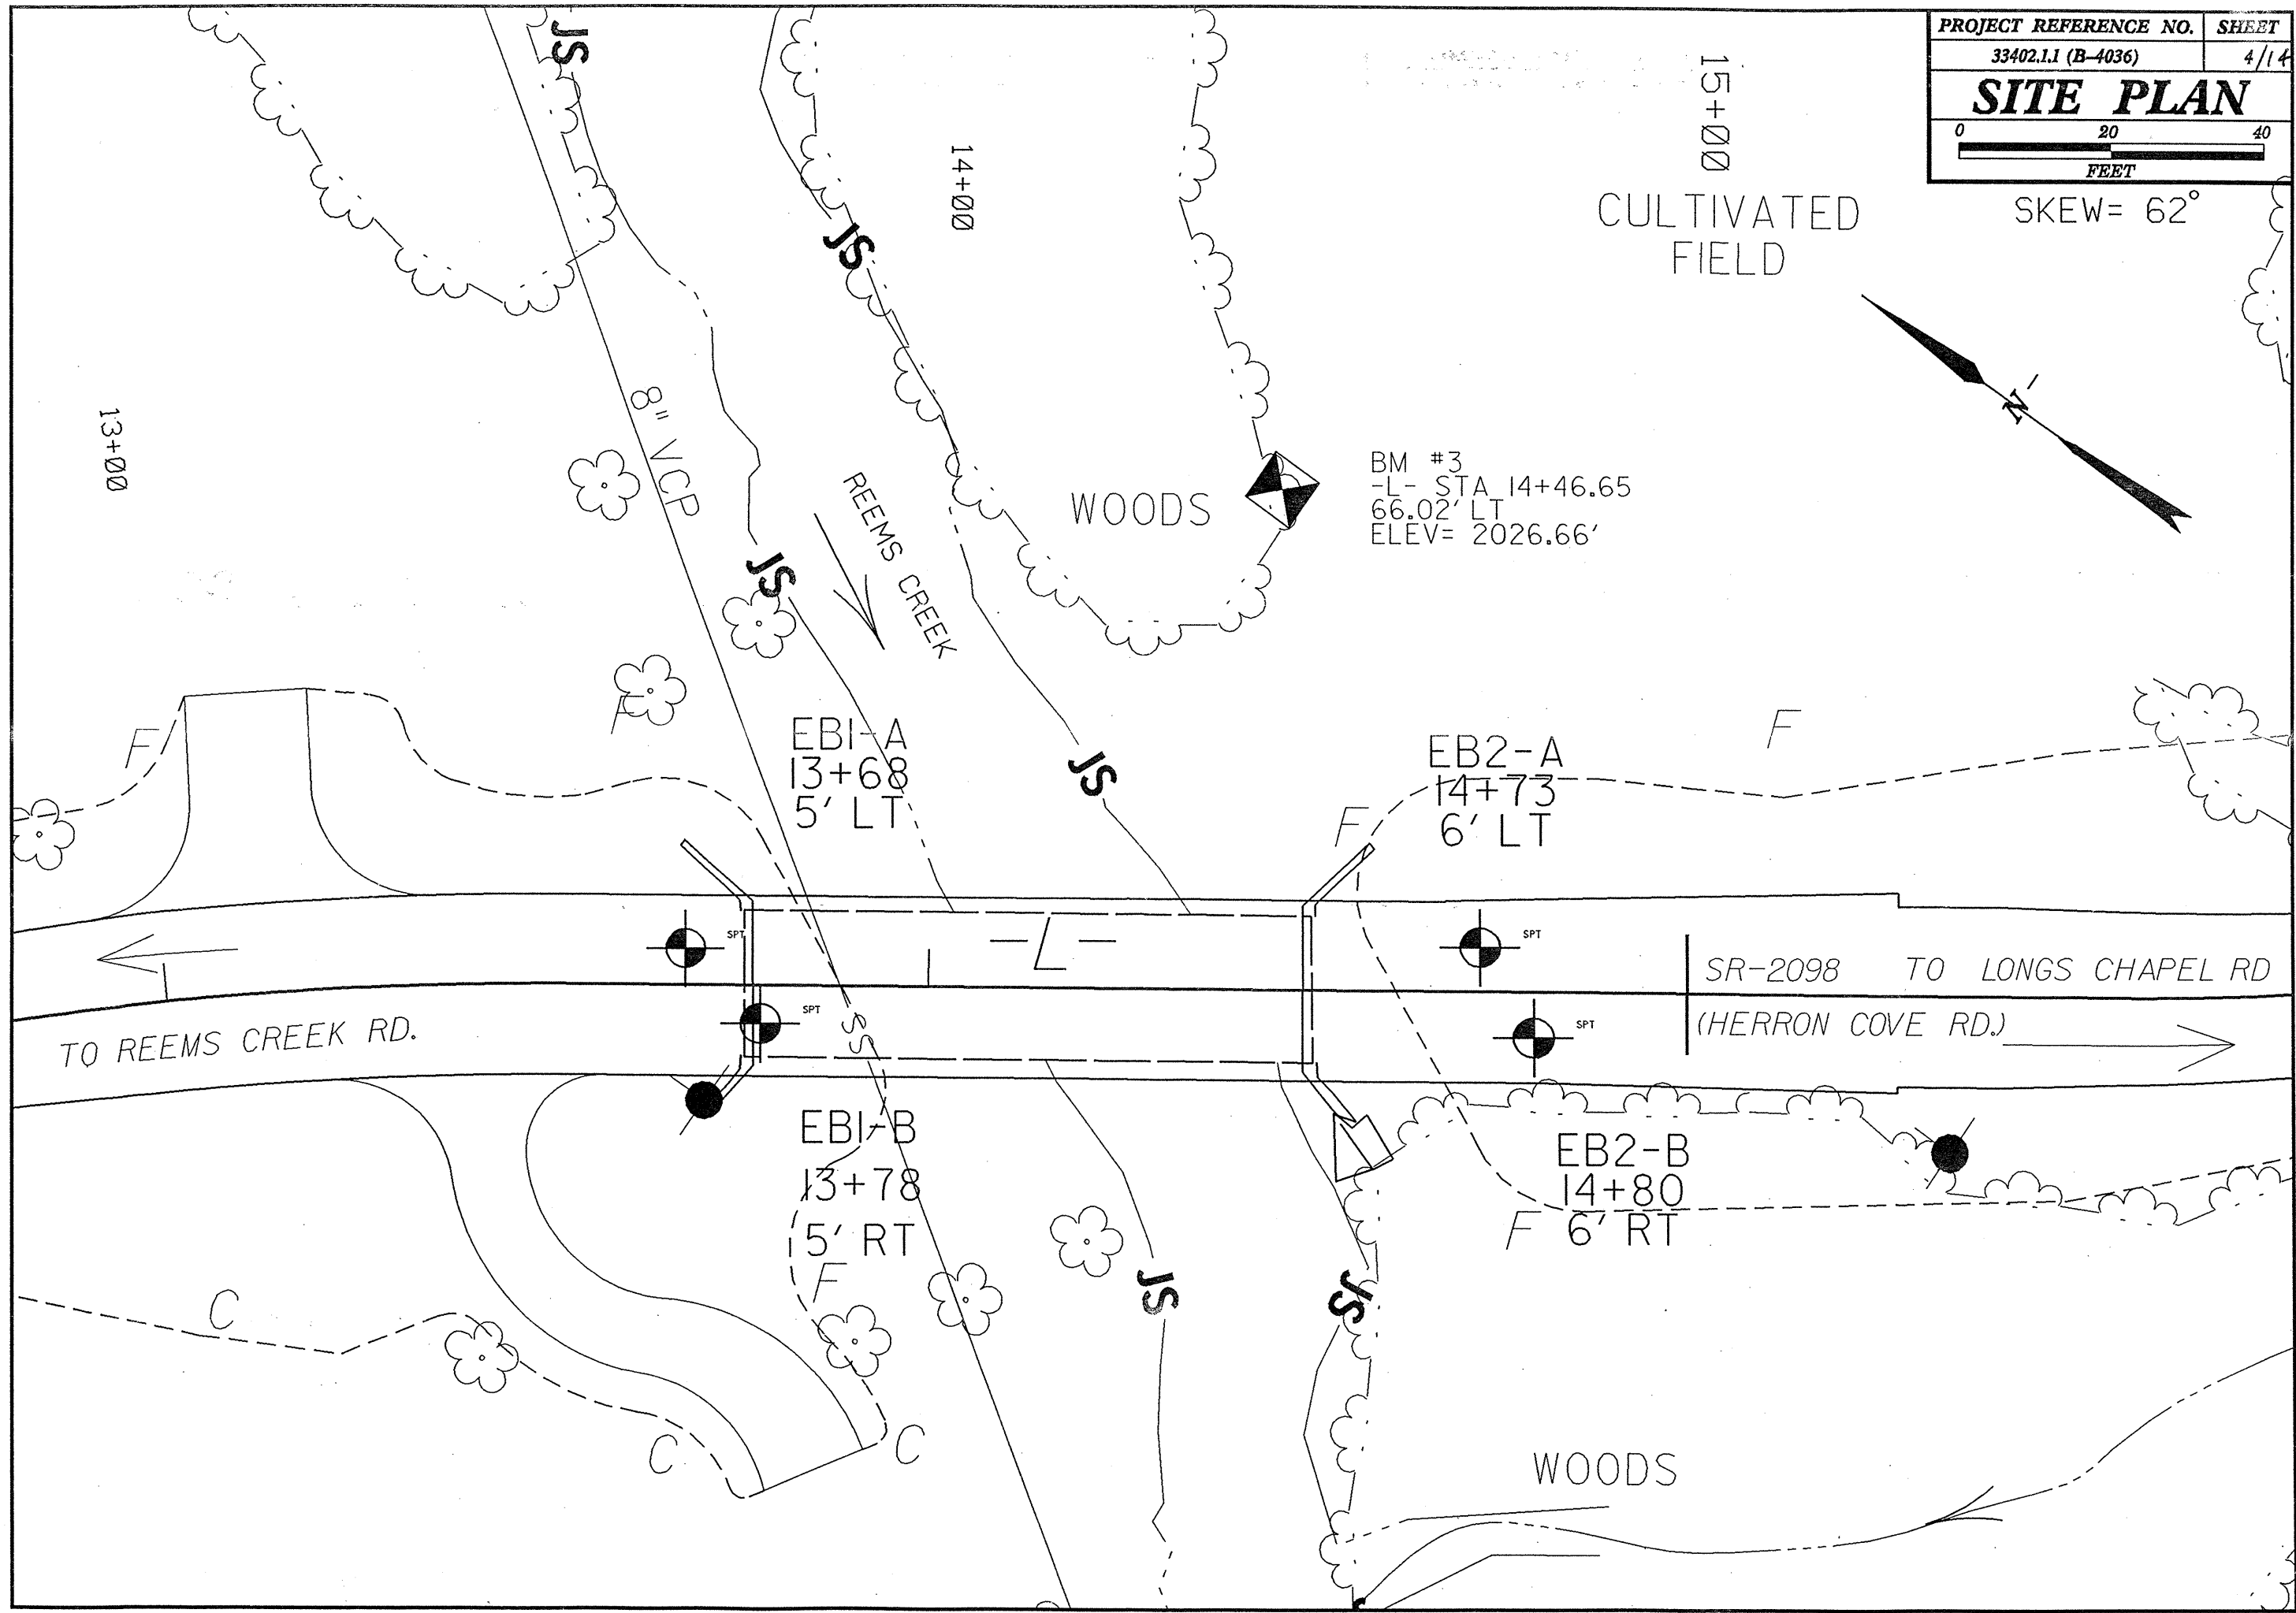 PROJECT REFERENCE NO. SHEET
33402.1.1 (B-4036) 4/14
SITE PLAN
0 20 40
FEET
SKEW= 62°
JS
15+00
14+00
CULTIVATED
FIELD
JS
N
13+00
8" VCP
BM #3
-L- STA 14+46.65
66.02' LT
ELEV= 2026.66'
WOODS
REEMS CREEK
JS
F
F
EB1-A
13+68
5' LT
JS
EB2-A
14+73
6' LT
F
F
SPT
-L-
SPT
SR-2098 TO LONGS CHAPEL RD
TO REEMS CREEK RD.
SPT
SS
SPT
(HERRON COVE RD.)
EB1-B
13+78
5' RT
F
EB2-B
14+80
6' RT
F
C
JS
JS
C
C
WOODS